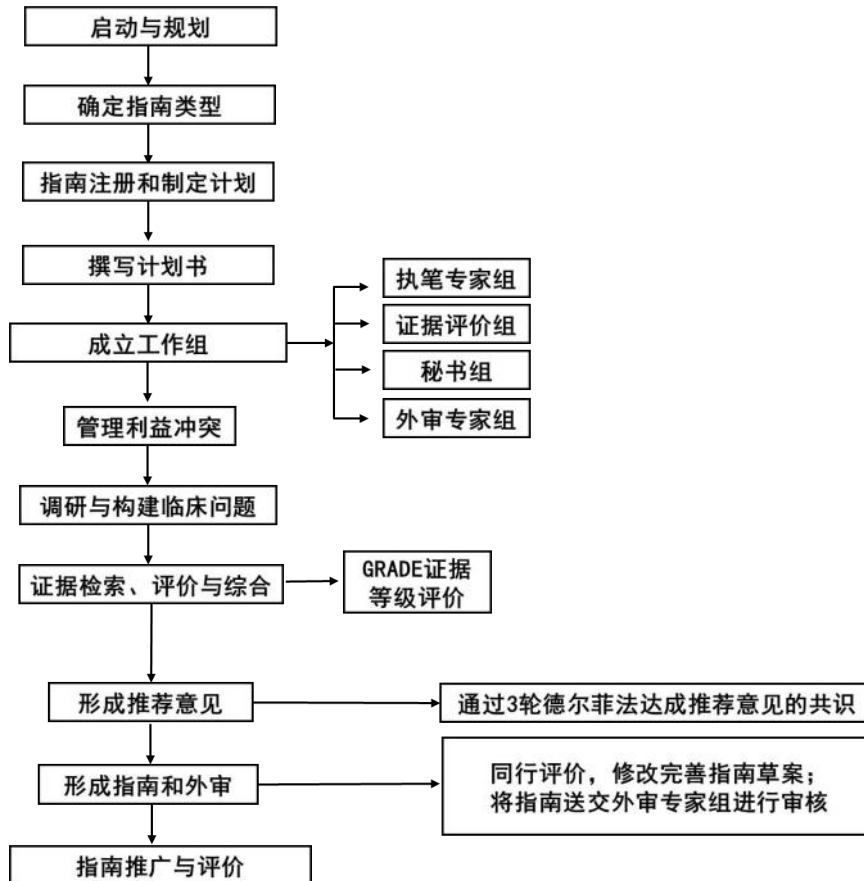 启动与规划
确定指南类型
指南注册和制定计划
撰写计划书
成立工作组
执笔专家组
证据评价组
秘书组
外审专家组
管理利益冲突
调研与构建临床问题
证据检索、评价与综合
GRADE证据
等级评价
形成推荐意见
通过3轮德尔菲法达成推荐意见的共识
形成指南和外审
同行评价，修改完善指南草案；
将指南送交外审专家组进行审核
指南推广与评价